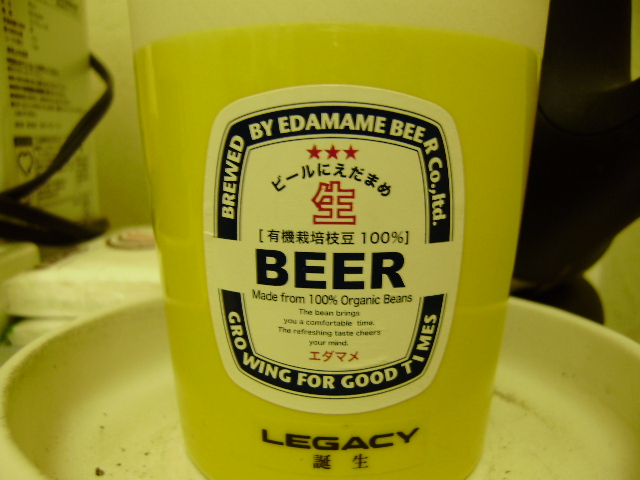 BREWED BY EDAMAME BEER Co.,ltd.
ビールにえだまめ
生
[有機栽培枝豆 100%]
BEER
Made from 100% Organic Beans
The bean brings
you a comfortable time.
The refreshing taste cheers
your mind.
エダマメ
GROWING FOR GOOD TIMES
LEGACY
誕生